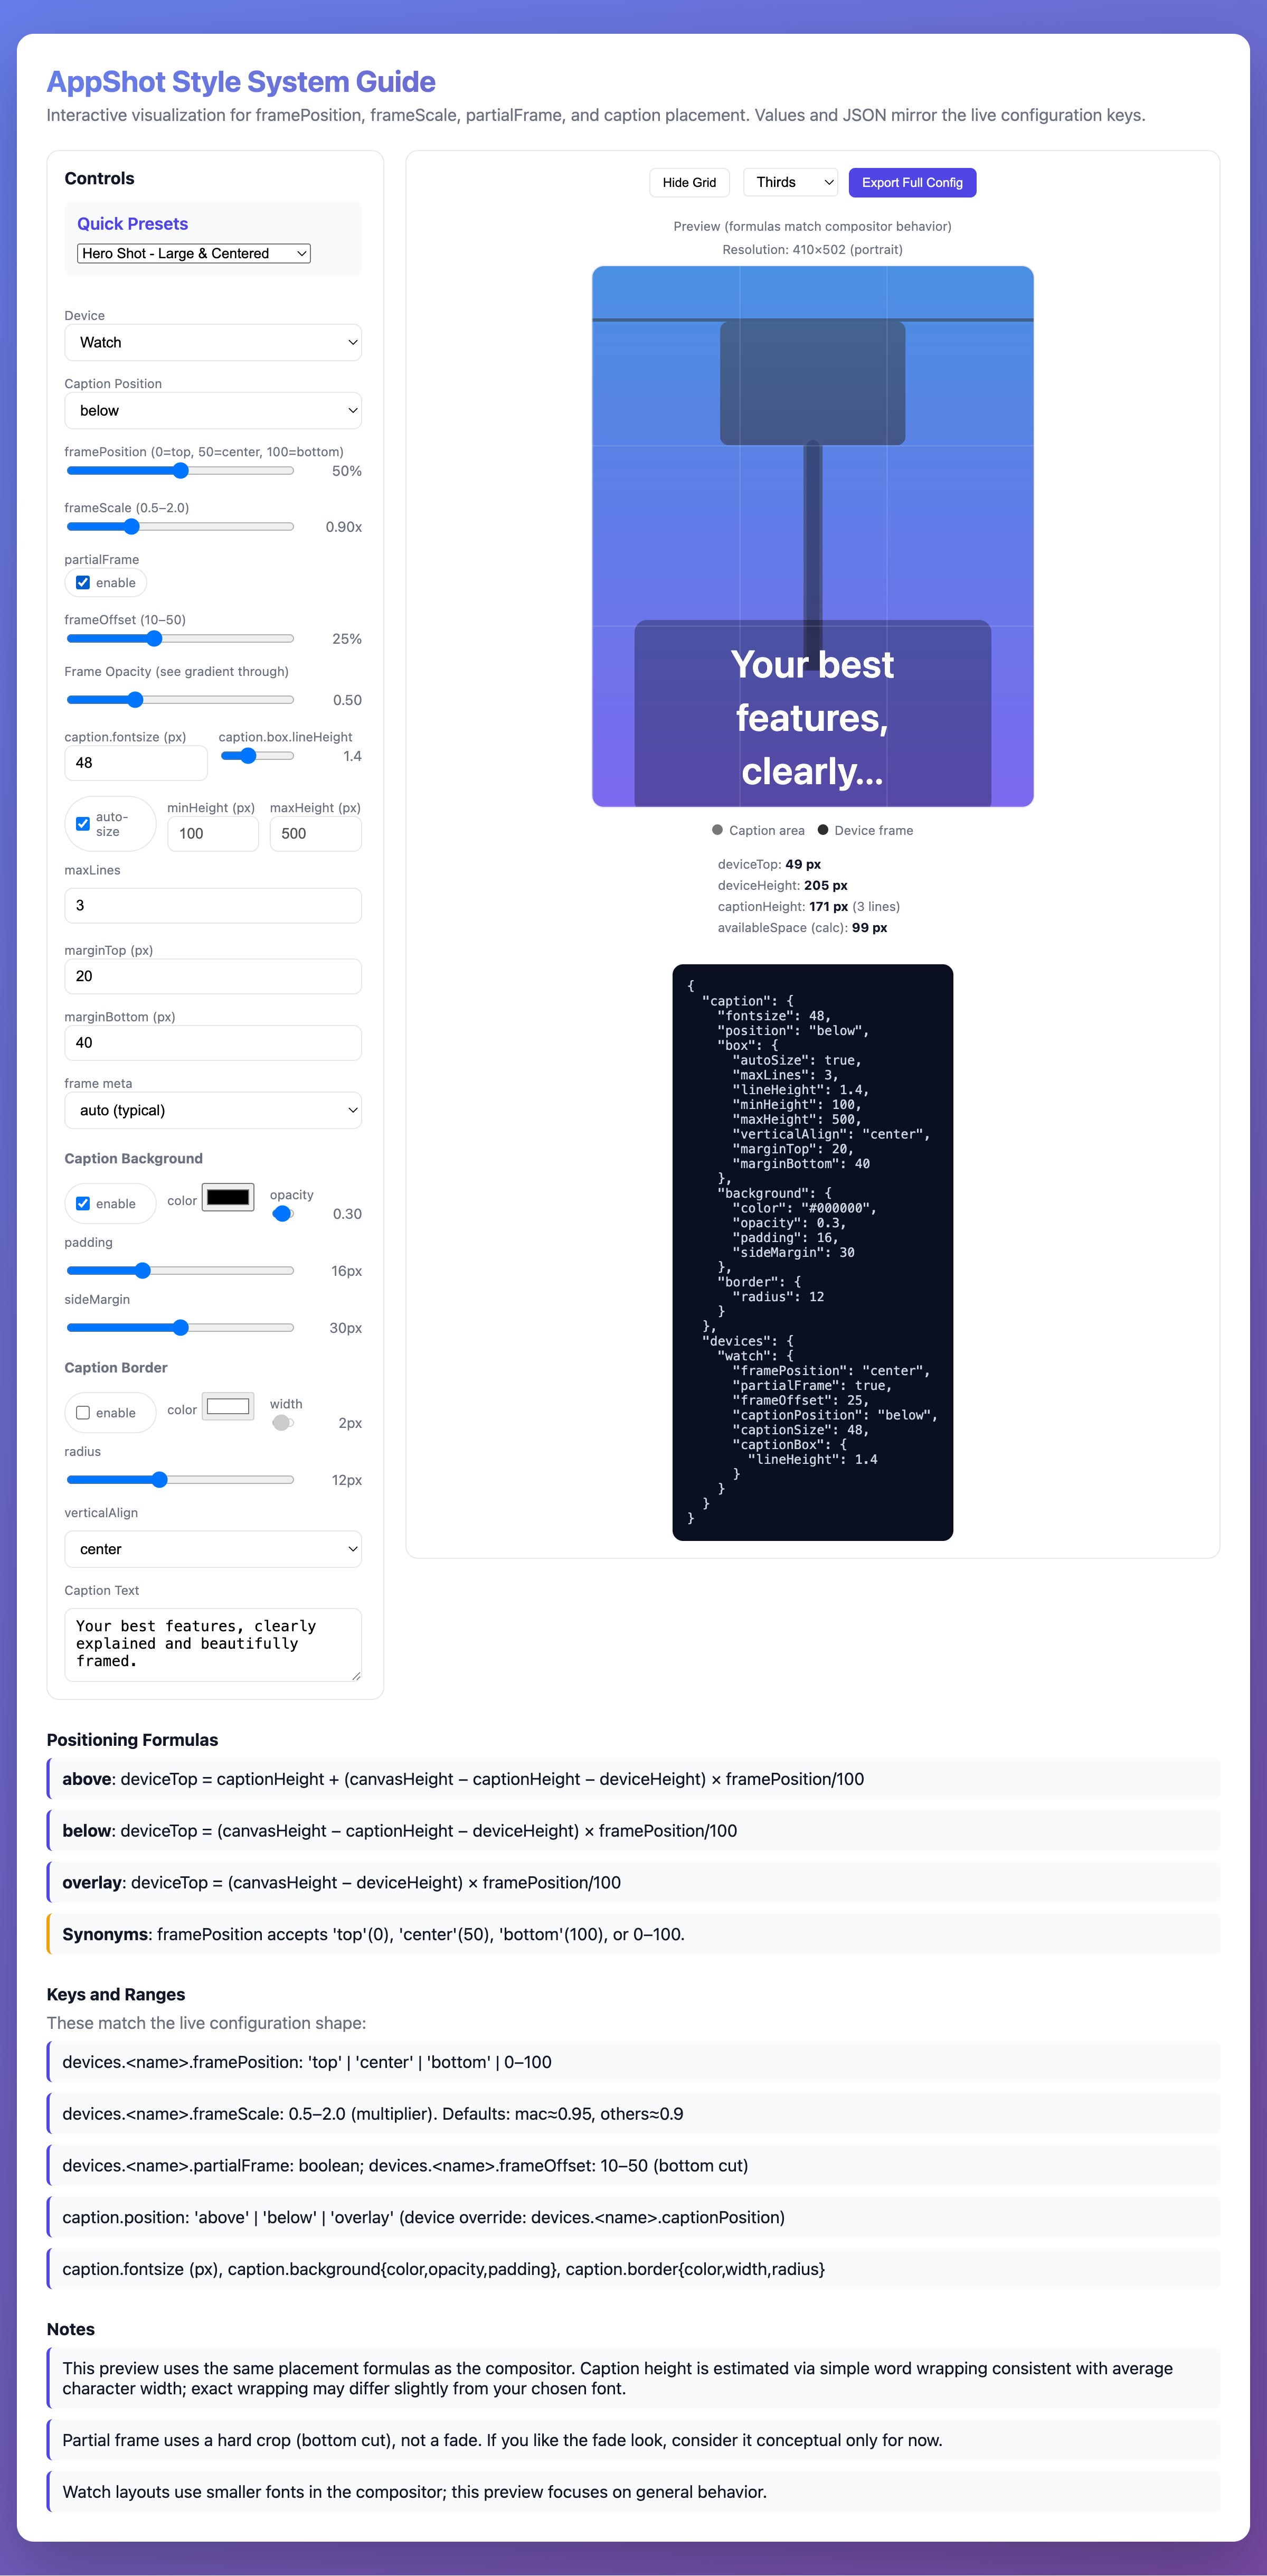 AppShot Style System Guide
Interactive visualization for framePosition, frameScale, partialFrame, and caption placement. Values and JSON mirror the live configuration keys.
Controls
Quick Presets
Hero Shot - Large & Centered
Device
Watch
Caption Position
below
framePosition (0=top, 50=center, 100=bottom)
50%
frameScale (0.5–2.0)
0.90x
partialFrame
enable
frameOffset (10–50)
25%
Frame Opacity (see gradient through)
0.50
caption.fontsize (px)
48
caption.box.lineHeight
1.4
auto-
size
minHeight (px)
100
maxHeight (px)
500
maxLines
3
marginTop (px)
20
marginBottom (px)
40
frame meta
auto (typical)
Caption Background
enable
color
opacity
0.30
padding
16px
sideMargin
30px
Caption Border
enable
color
width
2px
radius
12px
verticalAlign
center
Caption Text
Your best features, clearly
explained and beautifully
framed.
Hide Grid
Thirds
Export Full Config
Preview (formulas match compositor behavior)
Resolution: 410×502 (portrait)
Your best
features,
clearly...
Caption area
Device frame
deviceTop: 49 px
deviceHeight: 205 px
captionHeight: 171 px (3 lines)
availableSpace (calc): 99 px
{
  "caption": {
    "fontsize": 48,
    "position": "below",
    "box": {
      "autoSize": true,
      "maxLines": 3,
      "lineHeight": 1.4,
      "minHeight": 100,
      "maxHeight": 500,
      "verticalAlign": "center",
      "marginTop": 20,
      "marginBottom": 40
    },
    "background": {
      "color": "#000000",
      "opacity": 0.3,
      "padding": 16,
      "sideMargin": 30
    },
    "border": {
      "radius": 12
    }
  },
  "devices": {
    "watch": {
      "framePosition": "center",
      "partialFrame": true,
      "frameOffset": 25,
      "captionPosition": "below",
      "captionSize": 48,
      "captionBox": {
        "lineHeight": 1.4
      }
    }
  }
}
Positioning Formulas
above: deviceTop = captionHeight + (canvasHeight − captionHeight − deviceHeight) × framePosition/100
below: deviceTop = (canvasHeight − captionHeight − deviceHeight) × framePosition/100
overlay: deviceTop = (canvasHeight − deviceHeight) × framePosition/100
Synonyms: framePosition accepts 'top'(0), 'center'(50), 'bottom'(100), or 0–100.
Keys and Ranges
These match the live configuration shape:
devices.<name>.framePosition: 'top' | 'center' | 'bottom' | 0–100
devices.<name>.frameScale: 0.5–2.0 (multiplier). Defaults: mac≈0.95, others≈0.9
devices.<name>.partialFrame: boolean; devices.<name>.frameOffset: 10–50 (bottom cut)
caption.position: 'above' | 'below' | 'overlay' (device override: devices.<name>.captionPosition)
caption.fontsize (px), caption.background{color,opacity,padding}, caption.border{color,width,radius}
Notes
This preview uses the same placement formulas as the compositor. Caption height is estimated via simple word wrapping consistent with average
character width; exact wrapping may differ slightly from your chosen font.
Partial frame uses a hard crop (bottom cut), not a fade. If you like the fade look, consider it conceptual only for now.
Watch layouts use smaller fonts in the compositor; this preview focuses on general behavior.